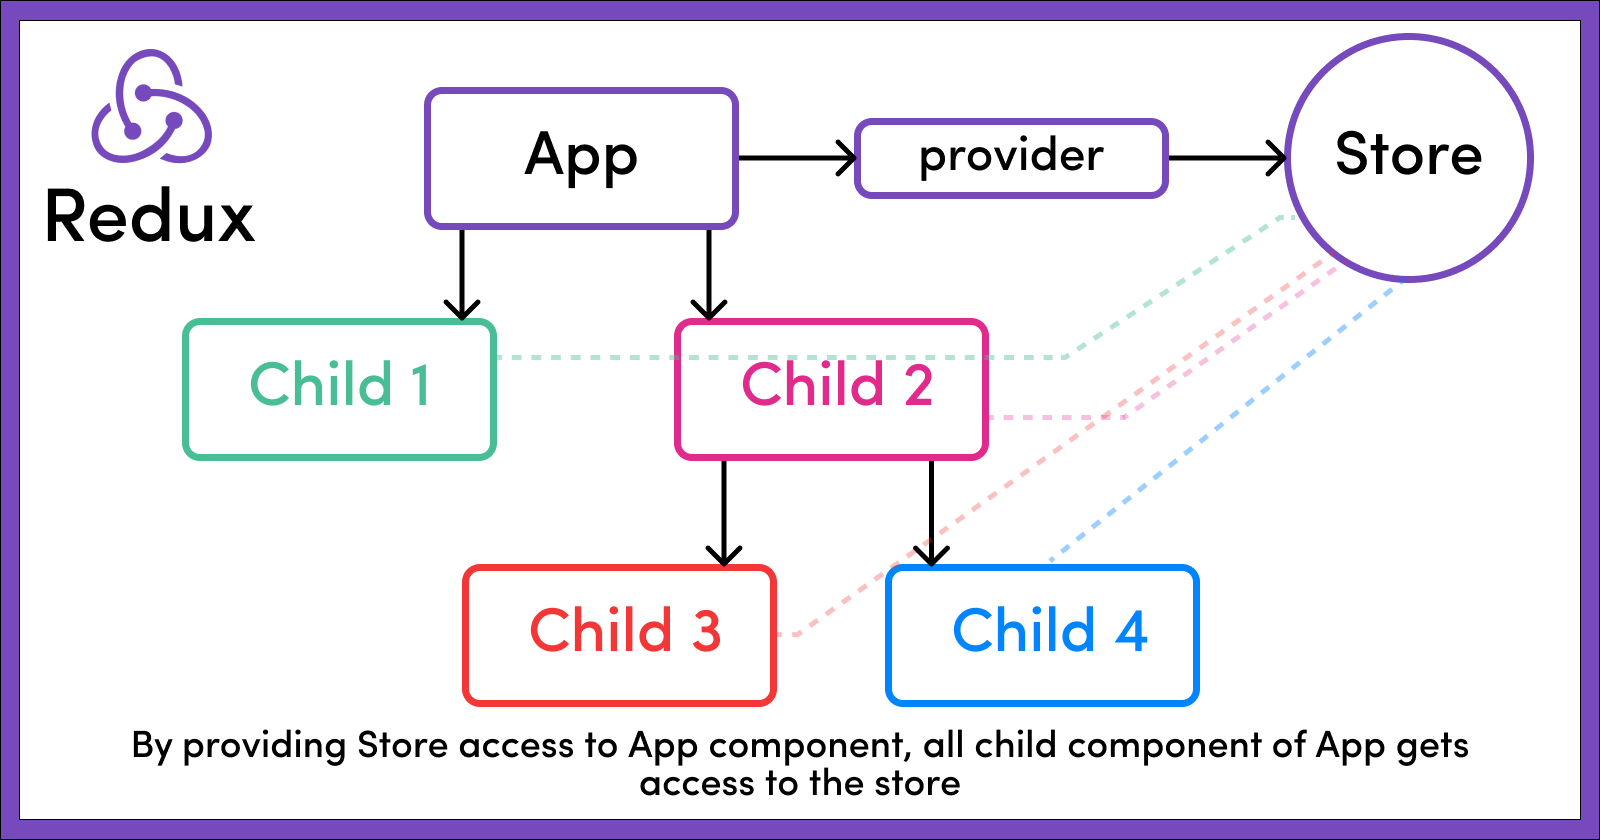 Redux
App
provider
Store
Child 1
Child 2
Child 3
Child 4
By providing Store access to App component, all child component of App gets
access to the store